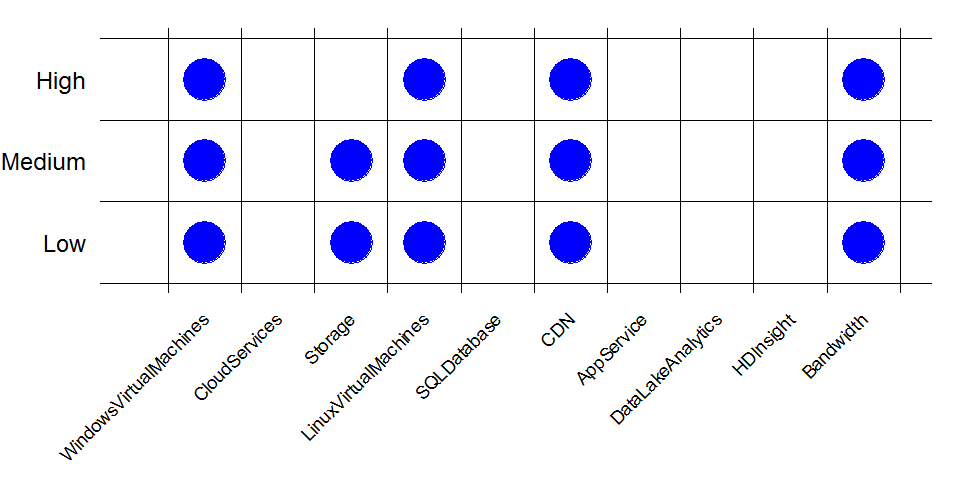 High
Medium
Low
WindowsVirtualMachines
CloudServices
Storage
LinuxVirtualMachines
SQLDatabase
CDN
AppService
DataLakeAnalytics
HDInsight
Bandwidth